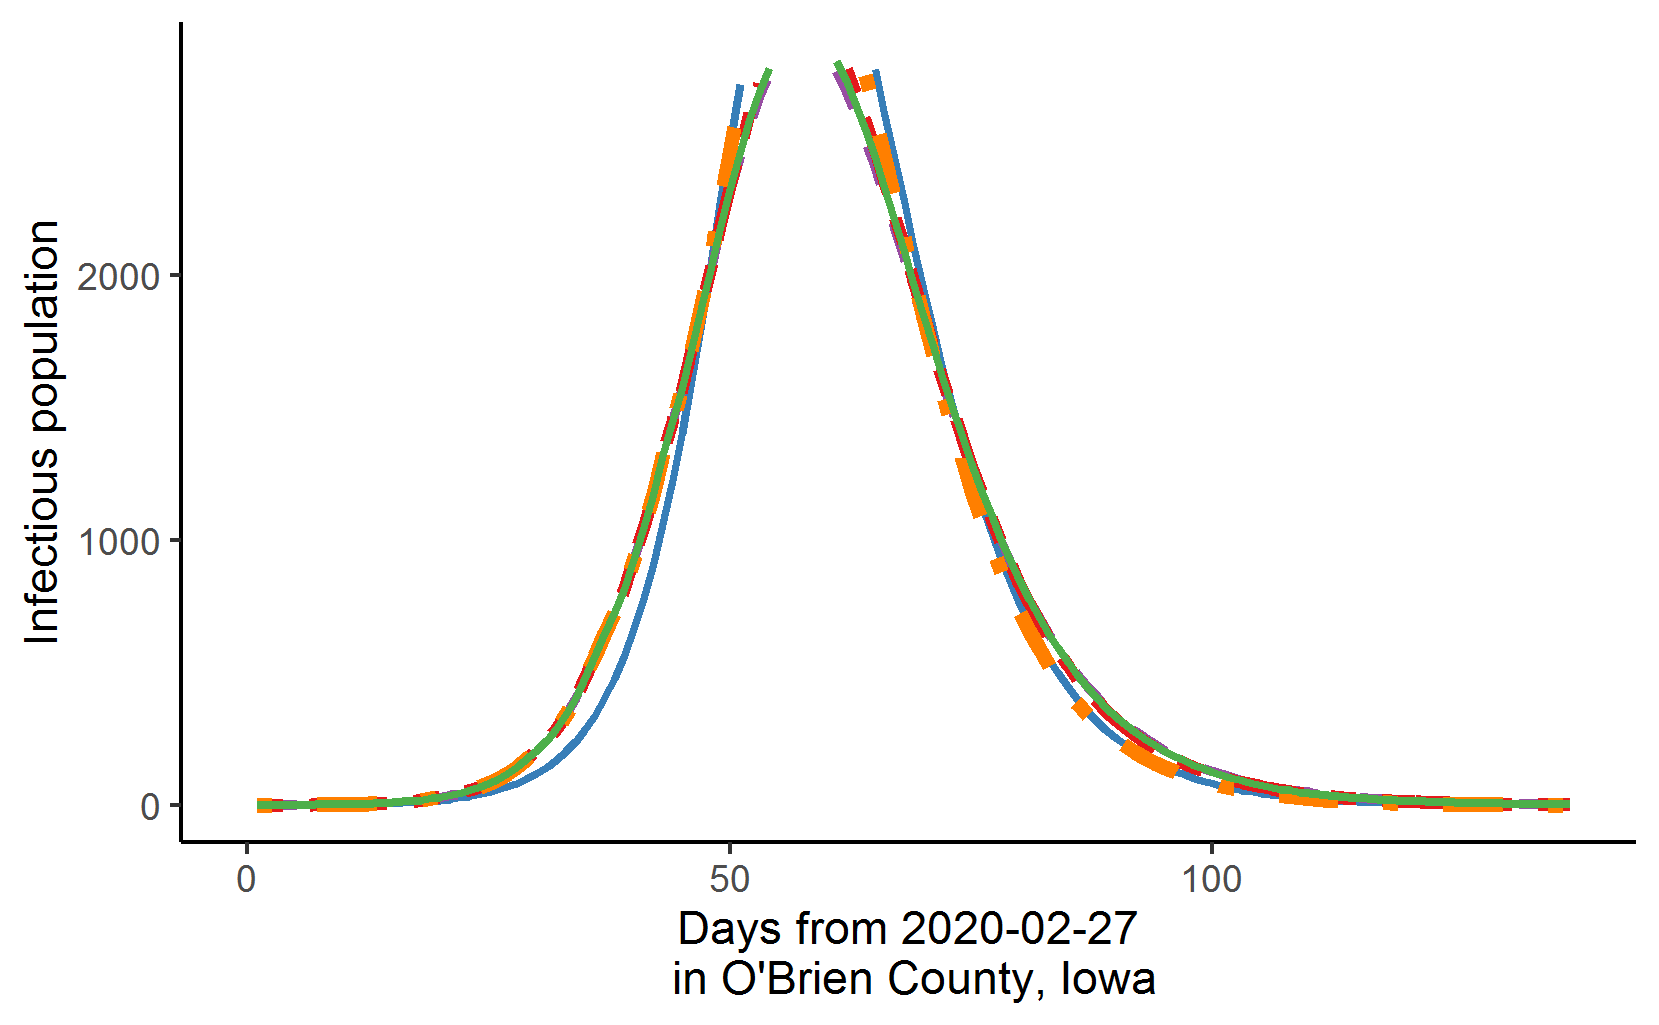 Infectious population
2000
1000
0
0 50 100
Days from 2020-02-27
in O'Brien County, Iowa